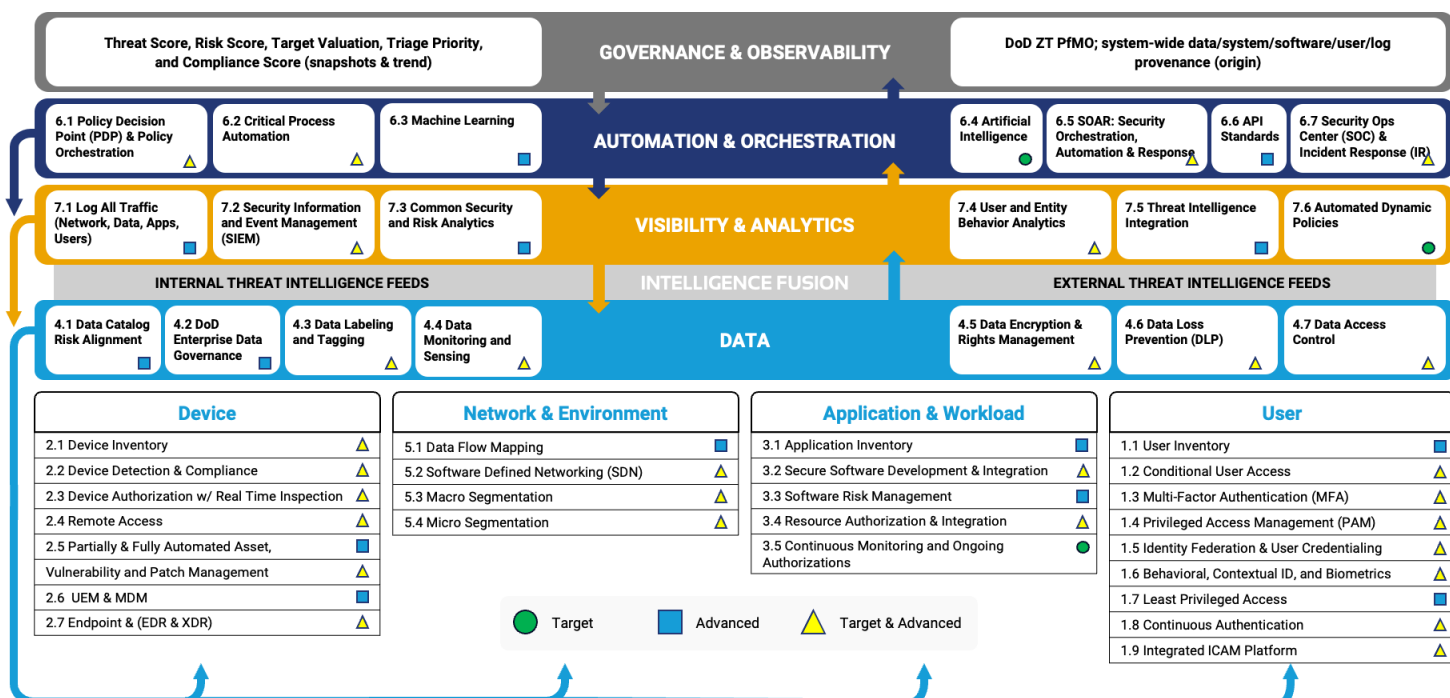 Threat Score, Risk Score, Target Valuation, Triage Priority,
and Compliance Score (snapshots & trend)
GOVERNANCE & OBSERVABILITY
DoD ZT PfMO; system-wide data/system/software/user/log
provenance (origin)
6.1 Policy Decision
Point (PDP) & Policy
Orchestration
6.2 Critical Process
Automation
6.3 Machine Learning
AUTOMATION & ORCHESTRATION
6.4 Artificial
Intelligence
6.5 SOAR: Security
Orchestration,
Automation & Response
6.6 API
Standards
6.7 Security Ops
Center (SOC) &
Incident Response (IR)
7.1 Log All Traffic
(Network, Data, Apps,
Users)
7.2 Security Information
and Event Management
(SIEM)
7.3 Common Security
and Risk Analytics
VISIBILITY & ANALYTICS
7.4 User and Entity
Behavior Analytics
7.5 Threat Intelligence
Integration
7.6 Automated Dynamic
Policies
INTERNAL THREAT INTELLIGENCE FEEDS
INTELLIGENCE FUSION
EXTERNAL THREAT INTELLIGENCE FEEDS
4.1 Data Catalog
Risk Alignment
4.2 DoD
Enterprise Data
Governance
4.3 Data Labeling
and Tagging
4.4 Data
Monitoring and
Sensing
DATA
4.5 Data Encryption &
Rights Management
4.6 Data Loss
Prevention (DLP)
4.7 Data Access
Control
Device
2.1 Device Inventory
2.2 Device Detection & Compliance
2.3 Device Authorization w/ Real Time Inspection
2.4 Remote Access
2.5 Partially & Fully Automated Asset,
Vulnerability and Patch Management
2.6 UEM & MDM
2.7 Endpoint & (EDR & XDR)
Network & Environment
5.1 Data Flow Mapping
5.2 Software Defined Networking (SDN)
5.3 Macro Segmentation
5.4 Micro Segmentation
Application & Workload
3.1 Application Inventory
3.2 Secure Software Development & Integration
3.3 Software Risk Management
3.4 Resource Authorization & Integration
3.5 Continuous Monitoring and Ongoing
Authorizations
User
1.1 User Inventory
1.2 Conditional User Access
1.3 Multi-Factor Authentication (MFA)
1.4 Privileged Access Management (PAM)
1.5 Identity Federation & User Credentialing
1.6 Behavioral, Contextual ID, and Biometrics
1.7 Least Privileged Access
1.8 Continuous Authentication
1.9 Integrated ICAM Platform
Target
Advanced
Target & Advanced